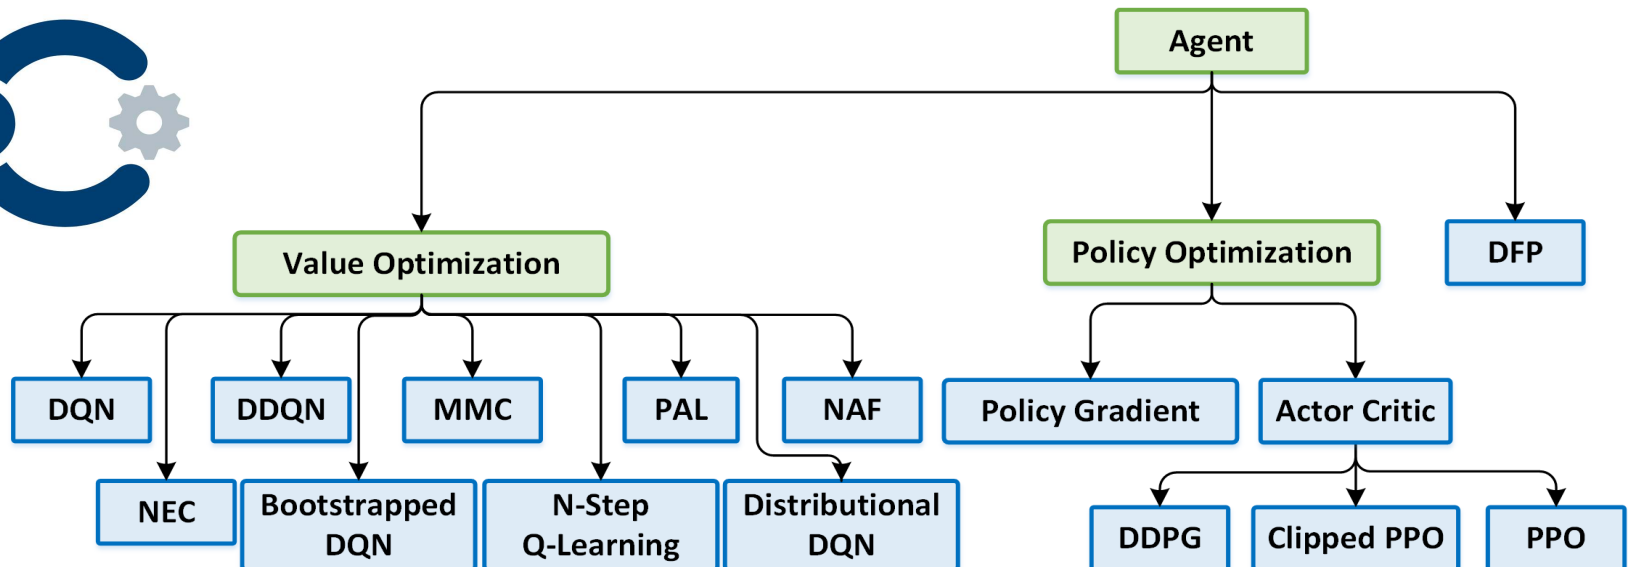 Agent
Value Optimization
Policy Optimization
DFP
DQN
DDQN
MMC
PAL
NAF
Policy Gradient
Actor Critic
NEC
Bootstrapped
DQN
N-Step
Q-Learning
Distributional
DQN
DDPG
Clipped PPO
PPO